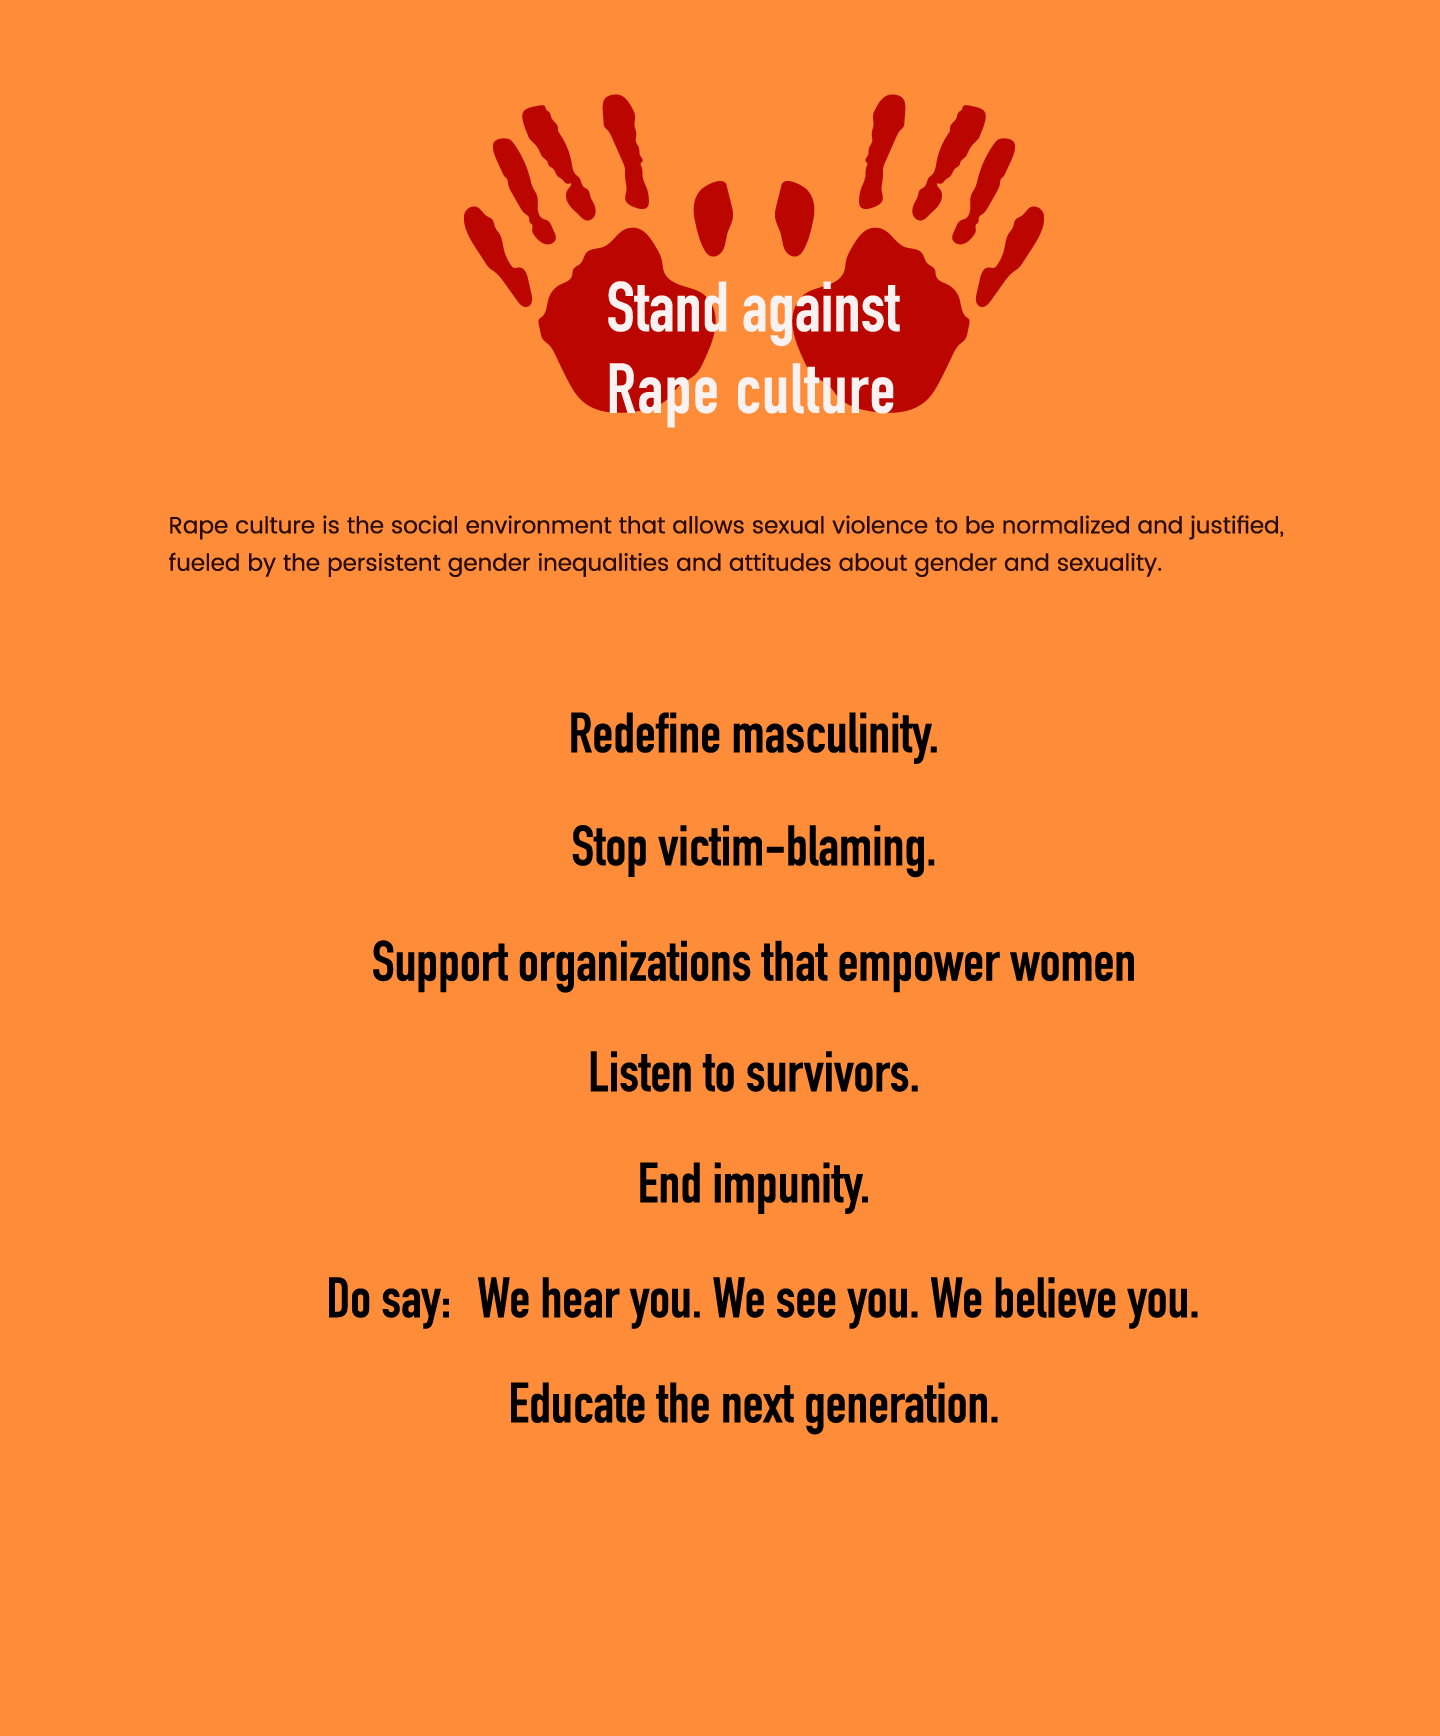 Stand against
Rape culture
Rape culture is the social environment that allows sexual violence to be normalized and justified,
fueled by the persistent gender inequalities and attitudes about gender and sexuality.
Redefine masculinity.
Stop victim-blaming.
Support organizations that empower women
Listen to survivors.
End impunity.
Do say: We hear you. We see you. We believe you.
Educate the next generation.